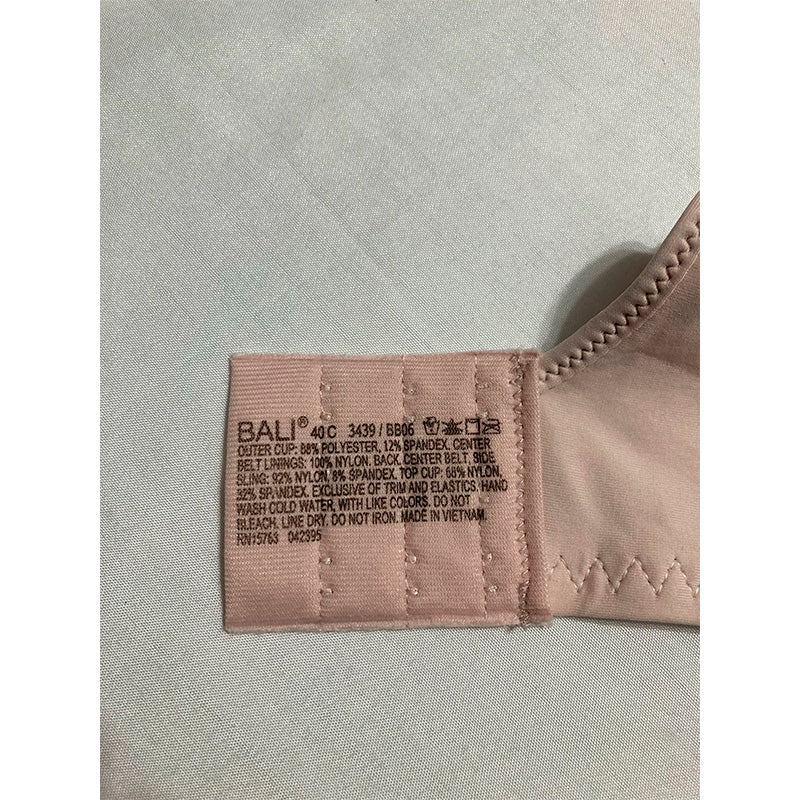 BALI® 40 C 3439 / BB06
OUTER CUP: 88% POLYESTER, 12% SPANDEX. CENTER
BELT LININGS: 100% NYLON. BACK, CENTER BELT, SIDE
SLING: 92% NYLON, 8% SPANDEX. TOP CUP: 68% NYLON,
32% SPANDEX. EXCLUSIVE OF TRIM AND ELASTICS. HAND
WASH COLD WATER, WITH LIKE COLORS. DO NOT
BLEACH. LINE DRY. DO NOT IRON. MADE IN VIETNAM.
RN15763 042395